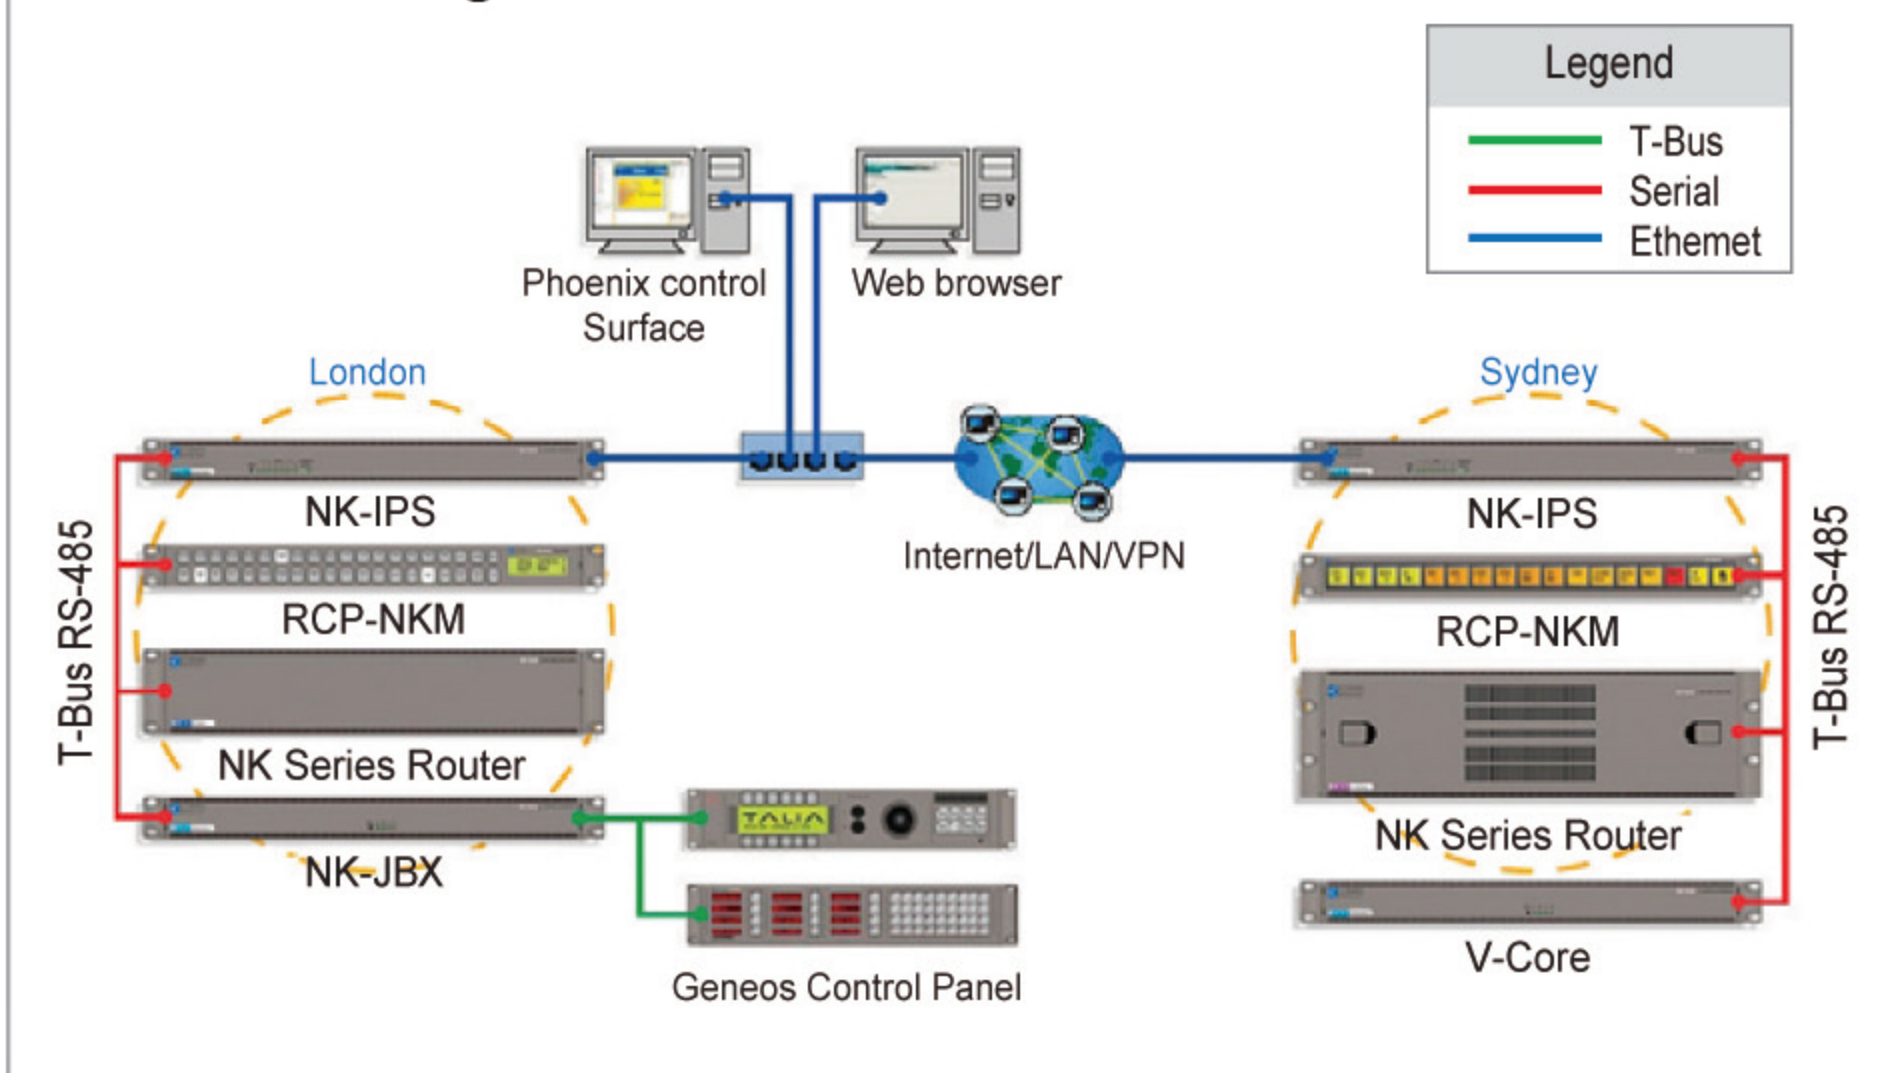 Legend
T-Bus
Serial
Ethemet
Phoenix control
Surface
Web browser
London
Sydney
T-Bus RS-485
NK-IPS
RCP-NKM
NK Series Router
NK-JBX
Internet/LAN/VPN
TALIA
Geneos Control Panel
NK-IPS
RCP-NKM
NK Series Router
V-Core
T-Bus RS-485